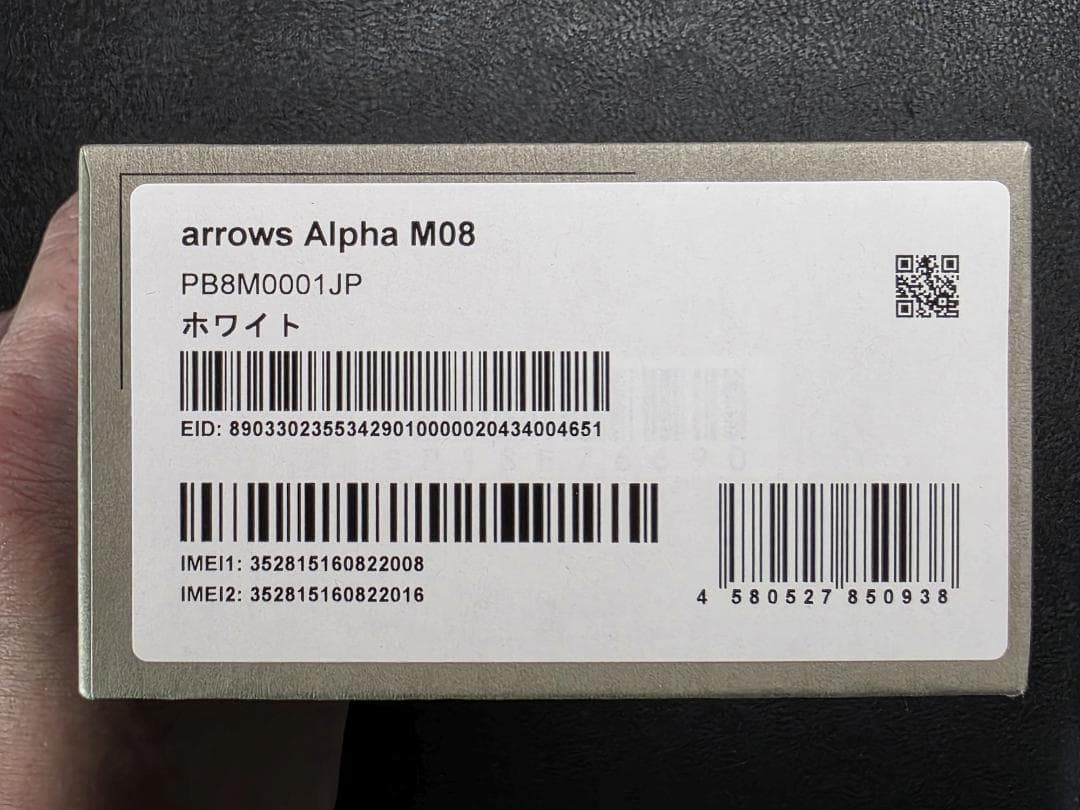 arrows Alpha M08
PB8M0001JP
ホワイト
EID: 89033023553429010000020434004651
IMEI1: 352815160822008
IMEI2: 352815160822016
4 580527 850938